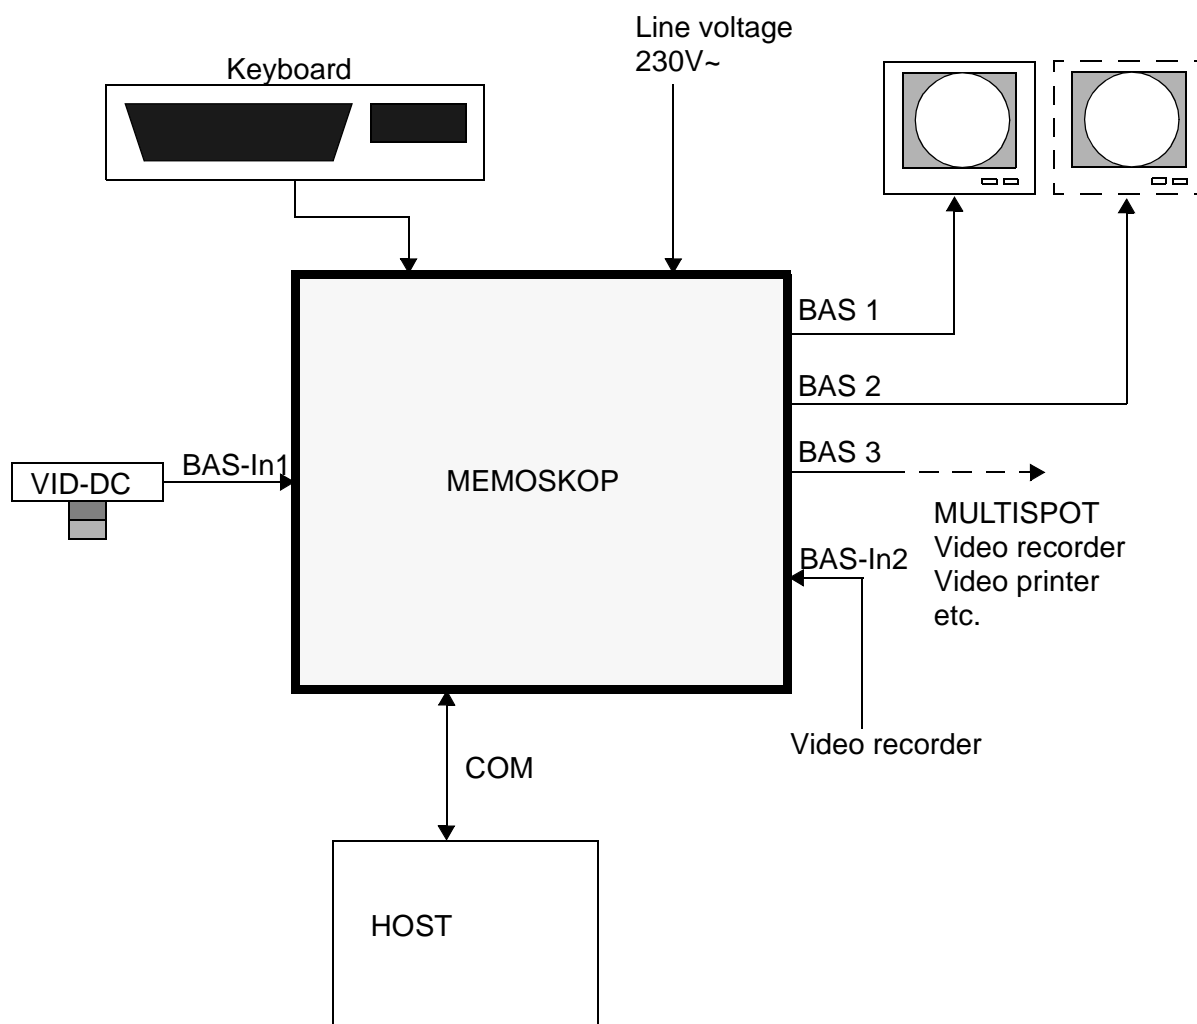 Line voltage
230V~
Keyboard
BAS 1
BAS 2
BAS 3
BAS-In1
VID-DC
MEMOSKOP
MULTISPOT
Video recorder
Video printer
etc.
BAS-In2
Video recorder
COM
HOST